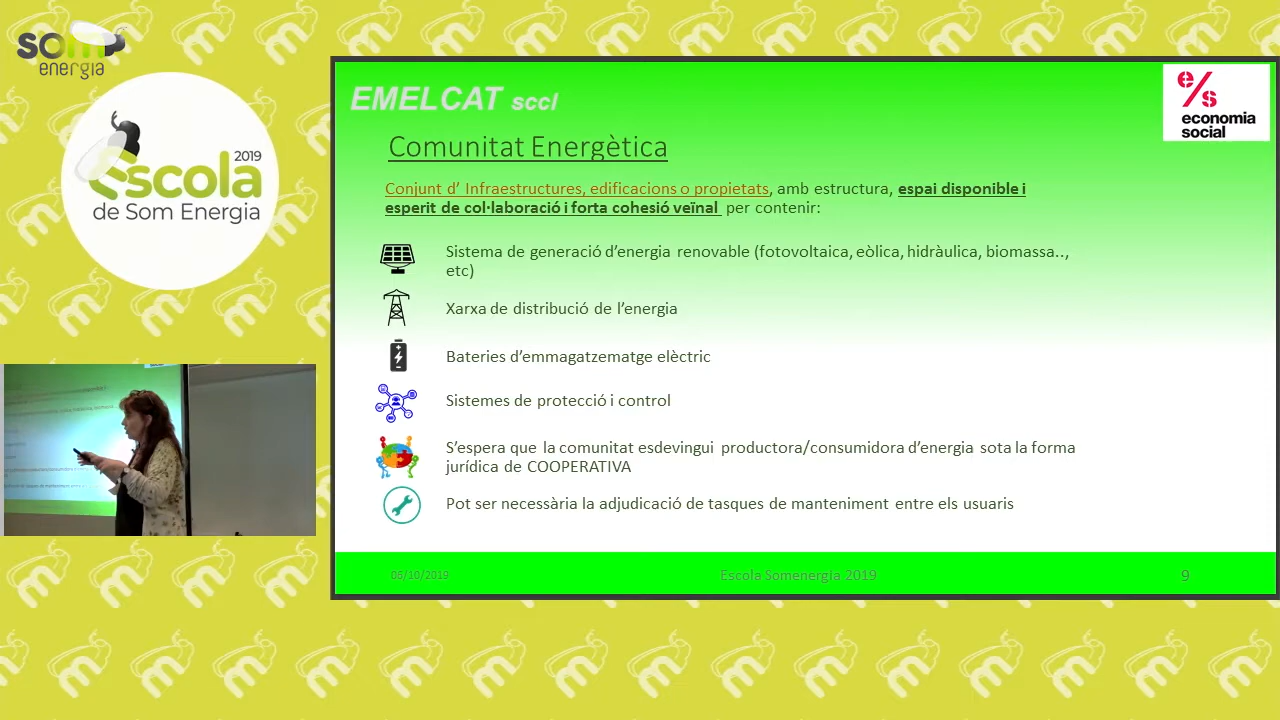 som
energia
2019
escola
de Som Energia
EMELCAT sccl
e/s
economia
social
Comunitat Energètica
Conjunt d’ Infraestructures, edificacions o propietats, amb estructura, espai disponible i
esperit de col·laboració i forta cohesió veïnal per contenir:
Sistema de generació d’energia renovable (fotovoltaica, eòlica, hidràulica, biomassa..,
etc)
Xarxa de distribució de l’energia
Bateries d’emmagatzematge elèctric
Sistemes de protecció i control
S’espera que la comunitat esdevingui productora/consumidora d’energia sota la forma
jurídica de COOPERATIVA
Pot ser necessària la adjudicació de tasques de manteniment entre els usuaris
06/10/2019
Escola Somenergia 2019
9